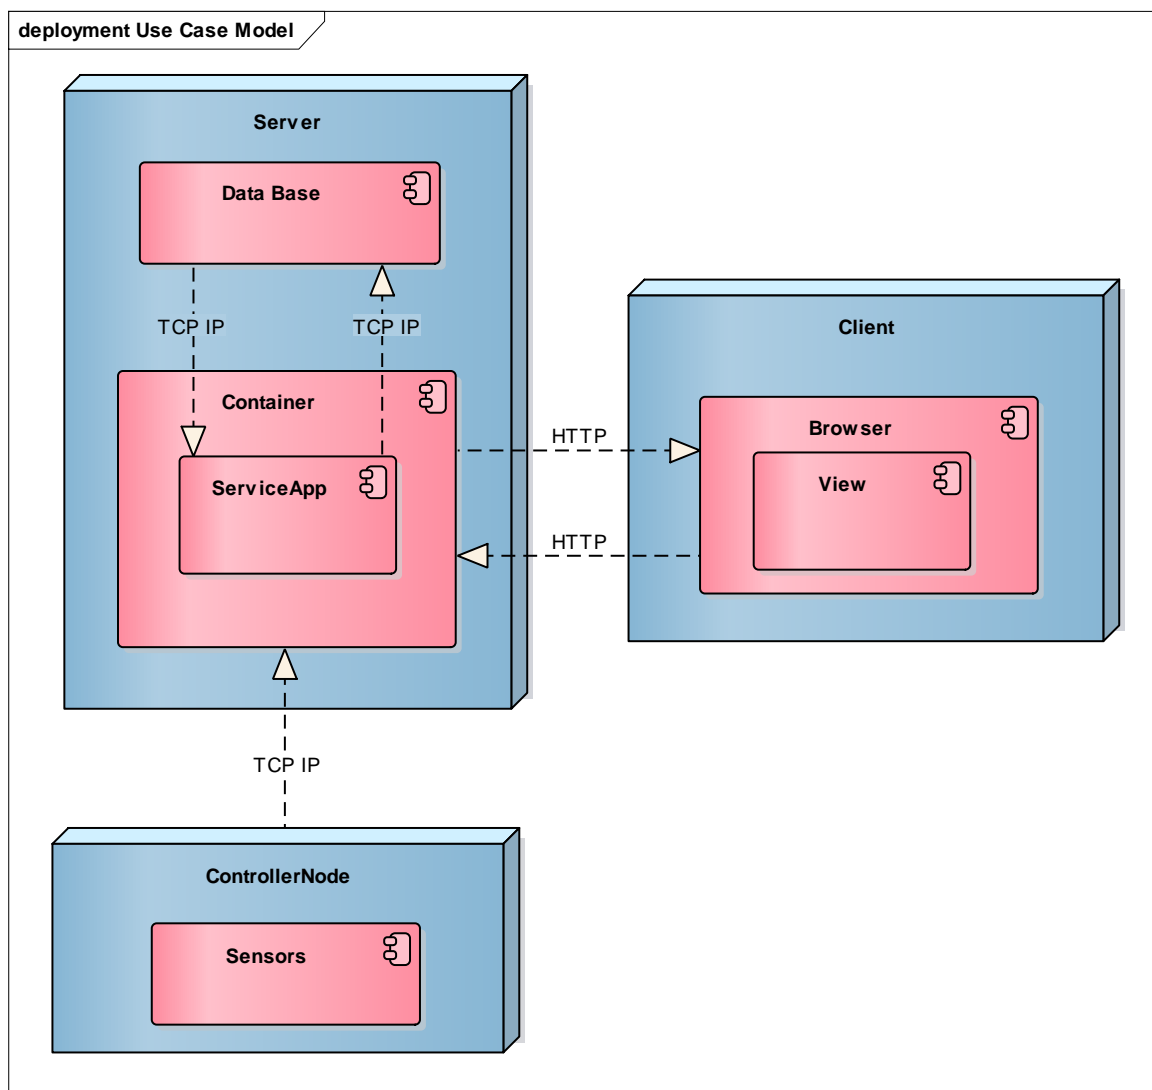 deployment Use Case Model
Server
Data Base
TCP IP
TCP IP
Container
ServiceApp
HTTP
HTTP
Client
Browser
View
TCP IP
ControllerNode
Sensors